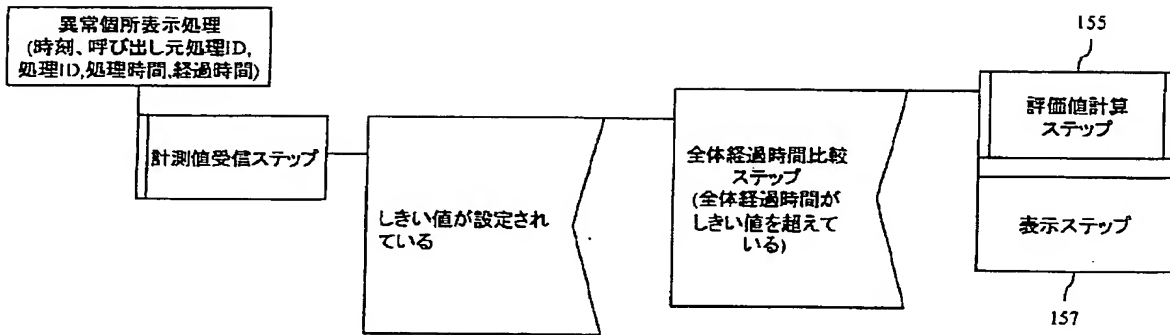 異常個所表示処理
(時刻、呼び出し元処理ID,
処理ID,処理時間,経過時間)
計測値受信ステップ
しきい値が設定され
ている
全体経過時間比較
ステップ
(全体経過時間が
しきい値を超えて
いる)
155
評価値計算
ステップ
表示ステップ
157